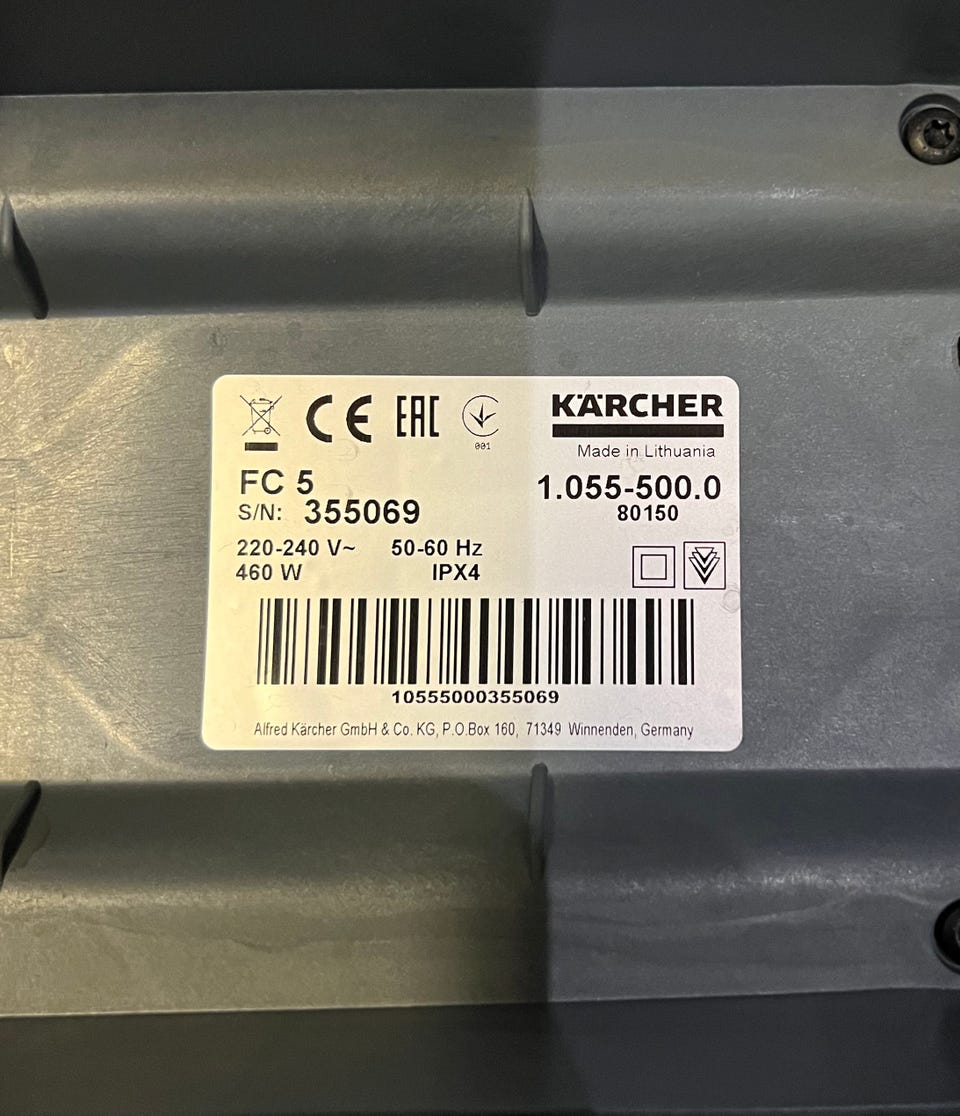 CE EAC
001
KÄRCHER
Made in Lithuania
FC 5
1.055-500.0
S/N: 355069
80150
220-240 V~ 50-60 Hz
460 W IPX4
10555000355069
Alfred Kärcher GmbH & Co. KG, P.O.Box 160, 71349 Winnenden, Germany